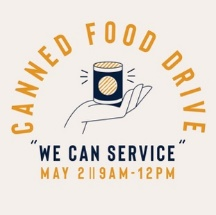 CANNED FOOD DRIVE
"WE CAN SERVICE"
MAY 2||9AM-12PM